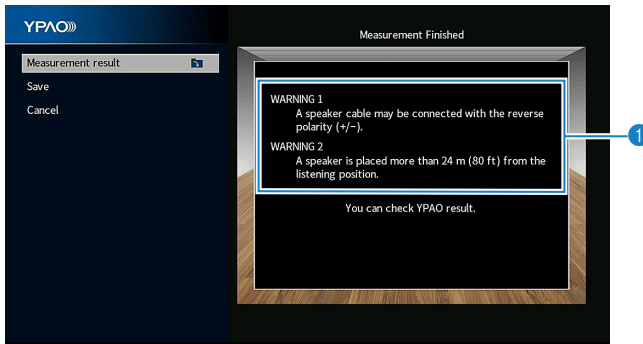 YPAO
Measurement Finished
Measurement result
Save
Cancel
WARNING 1
A speaker cable may be connected with the reverse
polarity (+/-).
WARNING 2
A speaker is placed more than 24 m (80 ft) from the
listening position.
You can check YPAO result.
1